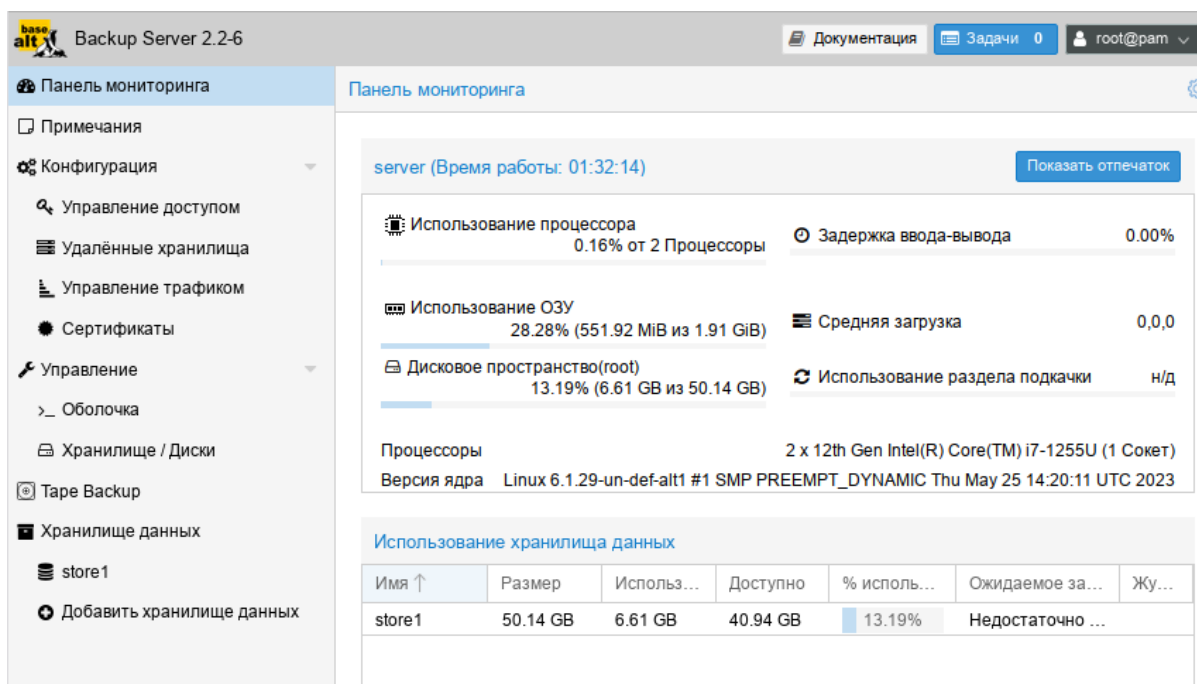 base
alt
Backup Server 2.2-6
Документация
Задачи 0
root@pam
Панель мониторинга
Примечания
Конфигурация
Управление доступом
Удалённые хранилища
Управление трафиком
Сертификаты
Управление
>_ Оболочка
Хранилище / Диски
Tape Backup
Хранилище данных
store1
Добавить хранилище данных
Панель мониторинга
server (Время работы: 01:32:14)
Показать отпечаток
Использование процессора
0.16% от 2 Процессоры
Задержка ввода-вывода 0.00%
Использование ОЗУ
28.28% (551.92 MiB из 1.91 GiB)
Средняя загрузка 0,0,0
Дисковое пространство(root)
13.19% (6.61 GB из 50.14 GB)
Использование раздела подкачки н/д
Процессоры 2 x 12th Gen Intel(R) Core(TM) i7-1255U (1 Сокет)
Версия ядра Linux 6.1.29-un-def-alt1 #1 SMP PREEMPT_DYNAMIC Thu May 25 14:20:11 UTC 2023
Использование хранилища данных
Имя ↑ Размер Использ... Доступно % исполь... Ожидаемое за... Жу...
store1 50.14 GB 6.61 GB 40.94 GB 13.19% Недостаточно ...